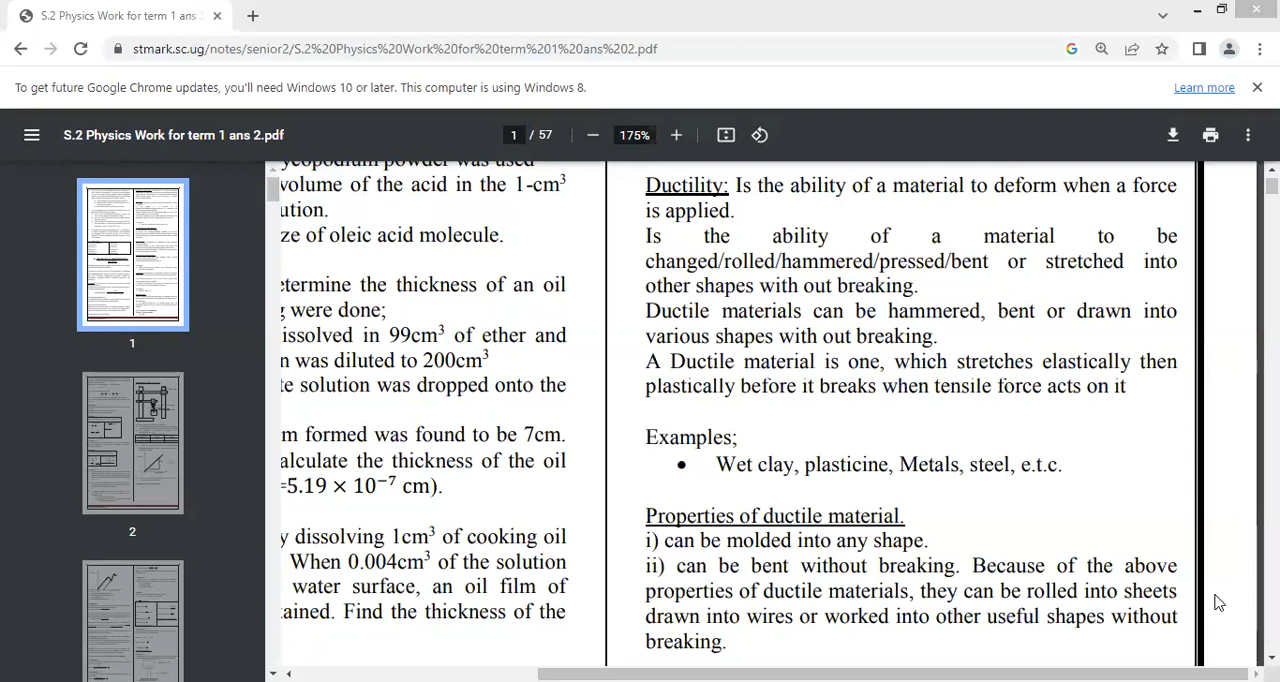 S.2 Physics Work for term 1 ans
stmark.sc.ug/notes/senior2/S.2%20Physics%20Work%20for%20term%201%20ans%202.pdf
To get future Google Chrome updates, you'll need Windows 10 or later. This computer is using Windows 8.
Learn more
S.2 Physics Work for term 1 ans 2.pdf
1 / 57
175%
1
2
ycopodium powder was used
volume of the acid in the 1-cm³
ution.
ze of oleic acid molecule.
etermine the thickness of an oil
g were done;
issolved in 99cm³ of ether and
n was diluted to 200cm³
te solution was dropped onto the
m formed was found to be 7cm.
alculate the thickness of the oil
=5.19 × 10⁻⁷ cm).
y dissolving 1cm³ of cooking oil
When 0.004cm³ of the solution
water surface, an oil film of
tained. Find the thickness of the
Ductility: Is the ability of a material to deform when a force
is applied.
Is the ability of a material to be
changed/rolled/hammered/pressed/bent or stretched into
other shapes with out breaking.
Ductile materials can be hammered, bent or drawn into
various shapes with out breaking.
A Ductile material is one, which stretches elastically then
plastically before it breaks when tensile force acts on it
Examples;
• Wet clay, plasticine, Metals, steel, e.t.c.
Properties of ductile material.
i) can be molded into any shape.
ii) can be bent without breaking. Because of the above
properties of ductile materials, they can be rolled into sheets
drawn into wires or worked into other useful shapes without
breaking.